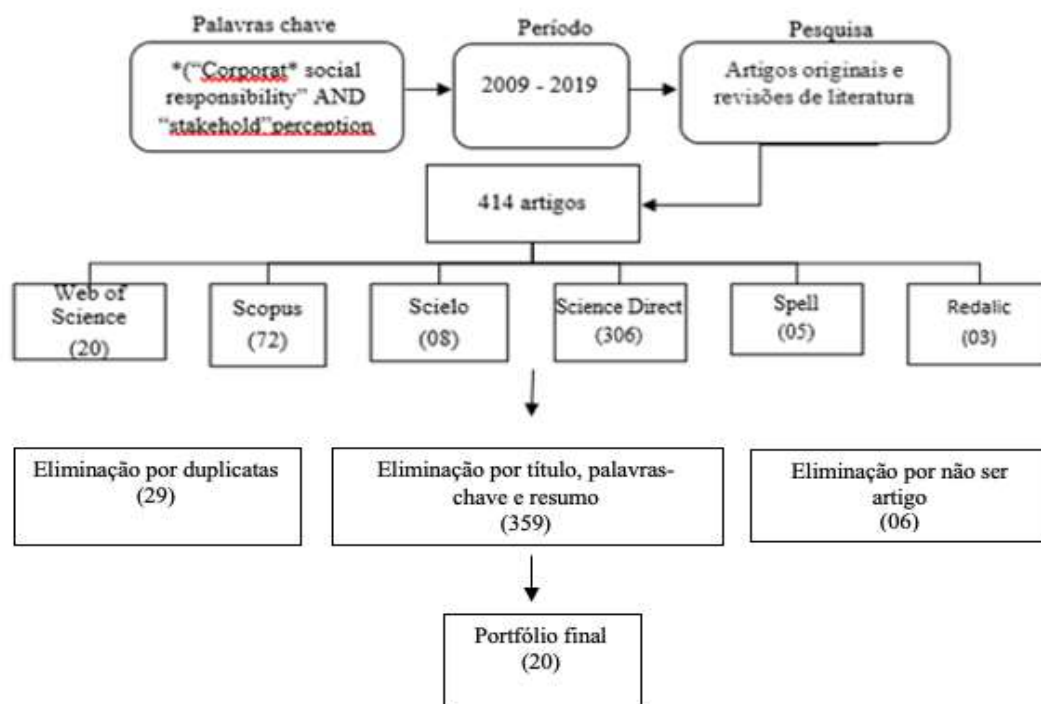 Palavras chave
Período
Pesquisa
*(“Corporat* social
responsibility” AND
“stakehold”perception
2009 - 2019
Artigos originais e
revisões de literatura
414 artigos
Web of
Science
(20)
Scopus
(72)
Scielo
(08)
Science Direct
(306)
Spell
(05)
Redalic
(03)
Eliminação por duplicatas
(29)
Eliminação por título, palavras-
chave e resumo
(359)
Eliminação por não ser
artigo
(06)
Portfólio final
(20)